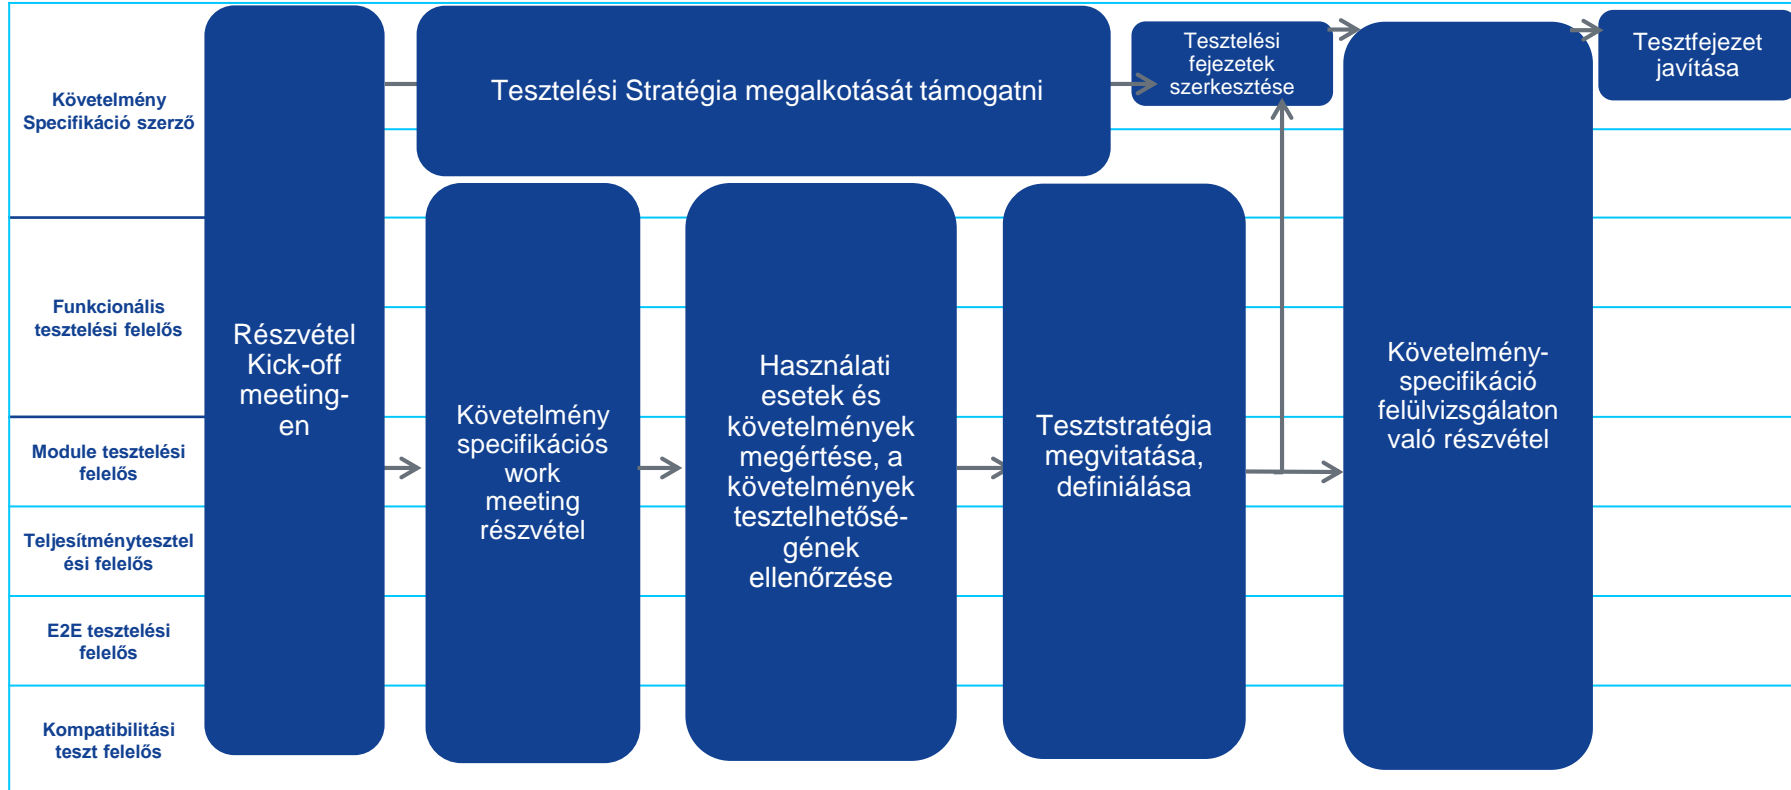 Követelmény
Specifikáció szerző
Funkcionális
tesztelési felelős
Module tesztelési
felelős
Teljesítménytesztel
ési felelős
E2E tesztelési
felelős
Kompatibilitási
teszt felelős
Részvétel
Kick-off
meeting-
en
Tesztelési Stratégia megalkotását támogatni
Követelmény
specifikációs
work
meeting
részvétel
Használati
esetek és
követelmények
megértése, a
követelmények
tesztelhetősé-
gének
ellenőrzése
Tesztstratégia
megvitatása,
definiálása
Tesztelési
fejezetek
szerkesztése
Követelmény-
specifikáció
felülvizsgálaton
való részvétel
Tesztfejezet
javítása